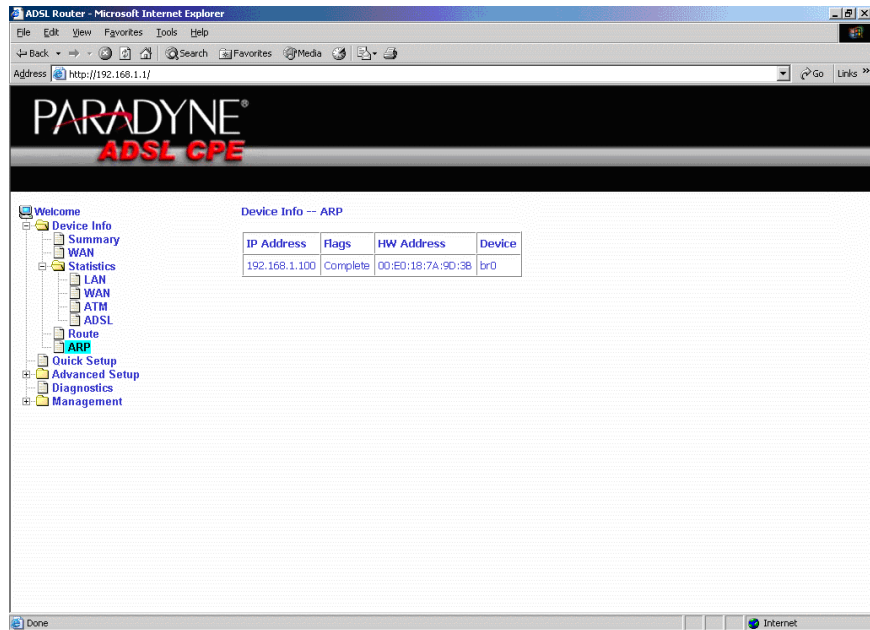 ADSL Router - Microsoft Internet Explorer
File Edit View Favorites Tools Help
Back Search Favorites Media
Address http://192.168.1.1/ Go Links »
PARADYNE®
ADSL CPE
Welcome
Device Info
Summary
WAN
Statistics
LAN
WAN
ATM
ADSL
Route
ARP
Quick Setup
Advanced Setup
Diagnostics
Management
Device Info -- ARP
IP Address Flags HW Address Device
192.168.1.100 Complete 00:E0:18:7A:9D:3B br0
Done Internet